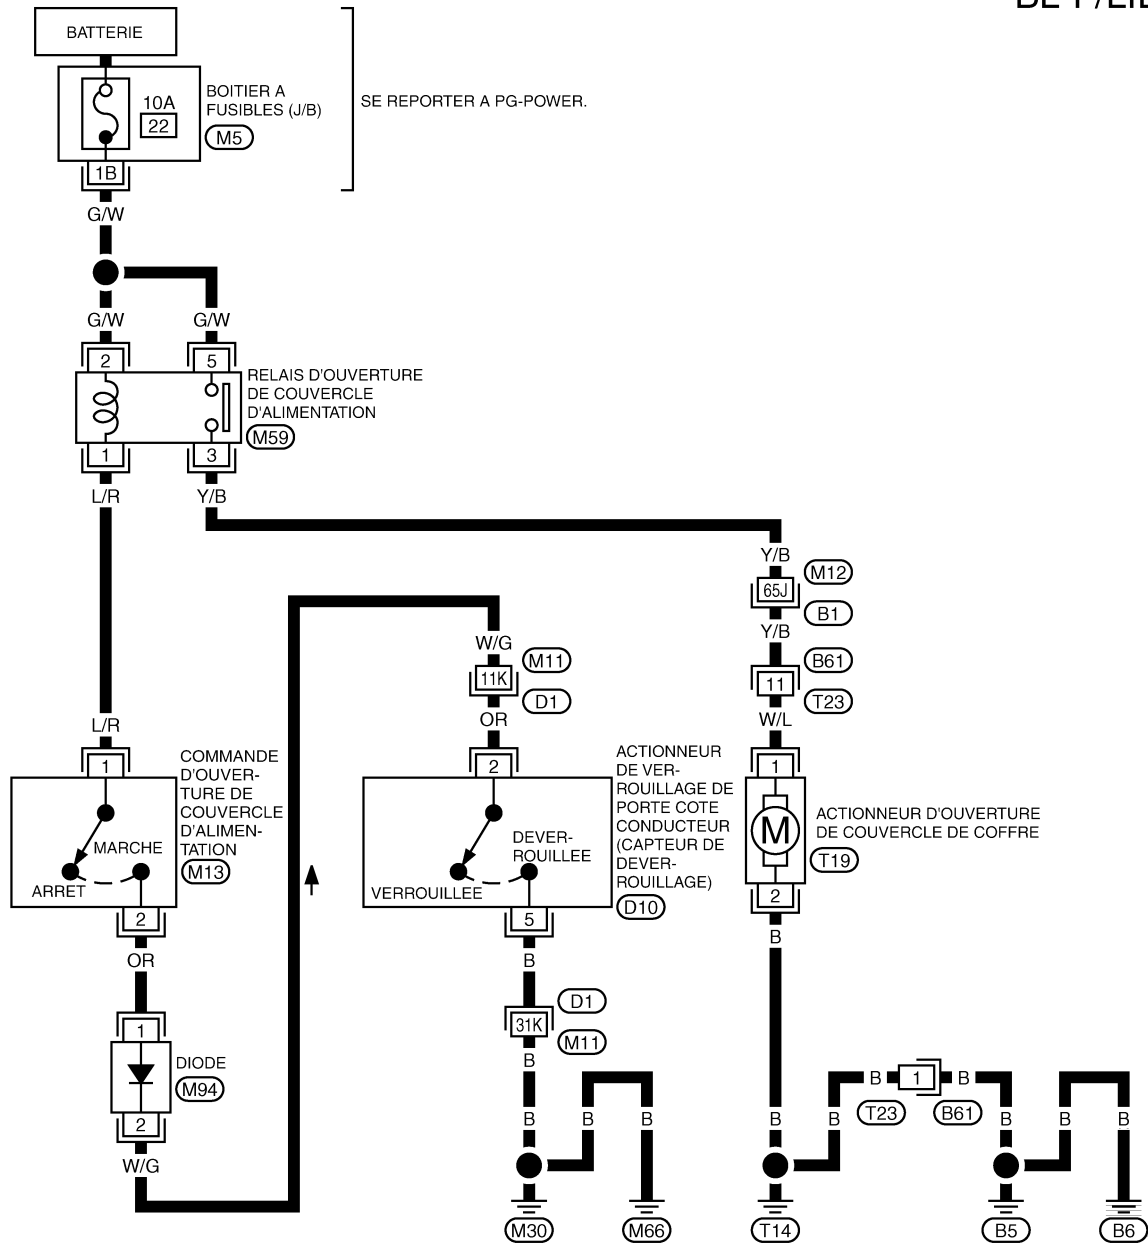 BATTERIE
10A
22
BOITIER A
FUSIBLES (J/B)
M5
SE REPORTER A PG-POWER.
1B
G/W
G/W
G/W
2
5
RELAIS D'OUVERTURE
DE COUVERCLE
D'ALIMENTATION
M59
1
3
L/R
Y/B
Y/B
M12
65J
B1
Y/B
W/G
M11
11K
D1
OR
B61
11
T23
W/L
L/R
1
COMMANDE
D'OUVER-
TURE DE
COUVERCLE
D'ALIMEN-
TATION
M13
MARCHE
ARRET
2
OR
2
ACTIONNEUR
DE VER-
ROUILLAGE DE
PORTE COTE
CONDUCTEUR
(CAPTEUR DE
DEVER-
ROUILLAGE)
D10
DEVER-
ROUILLEE
VERROUILLEE
5
B
1
M
ACTIONNEUR D'OUVERTURE
DE COUVERCLE DE COFFRE
T19
2
B
1
DIODE
M94
2
W/G
D1
31K
M11
B
B
B
B
B
B
B
1
B
T23
B61
B
B
B
M30
M66
T14
B5
B6